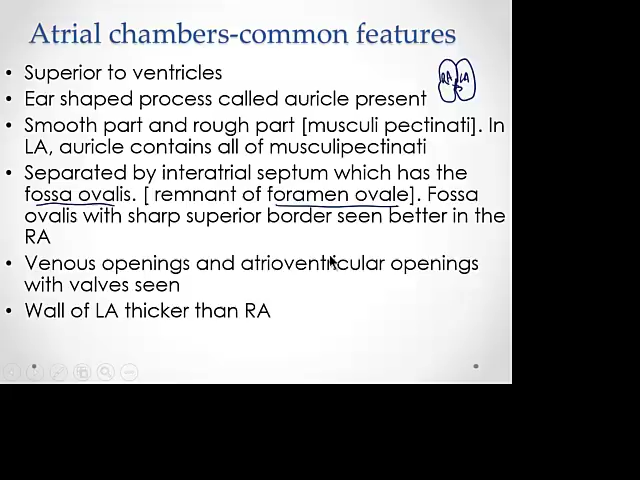 Atrial chambers-common features
RA LA
• Superior to ventricles
• Ear shaped process called auricle present
• Smooth part and rough part [musculi pectinati]. In
LA, auricle contains all of musculipectinati
• Separated by interatrial septum which has the
fossa ovalis. [ remnant of foramen ovale]. Fossa
ovalis with sharp superior border seen better in the
RA
• Venous openings and atrioventricular openings
with valves seen
• Wall of LA thicker than RA